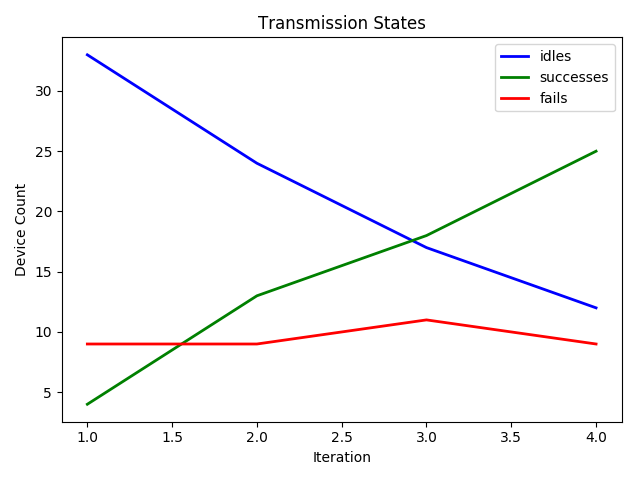 Transmission States
idles
successes
fails
Device Count
30
25
20
15
10
5
1.0 1.5 2.0 2.5 3.0 3.5 4.0
Iteration